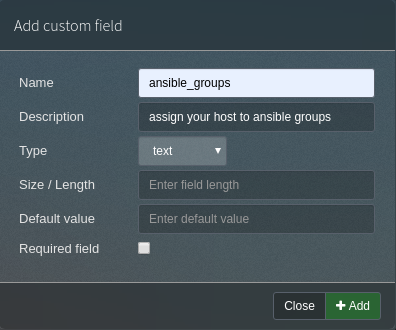 Add custom field
Name ansible_groups
Description assign your host to ansible groups
Type text
Size / Length Enter field length
Default value Enter default value
Required field
Close Add